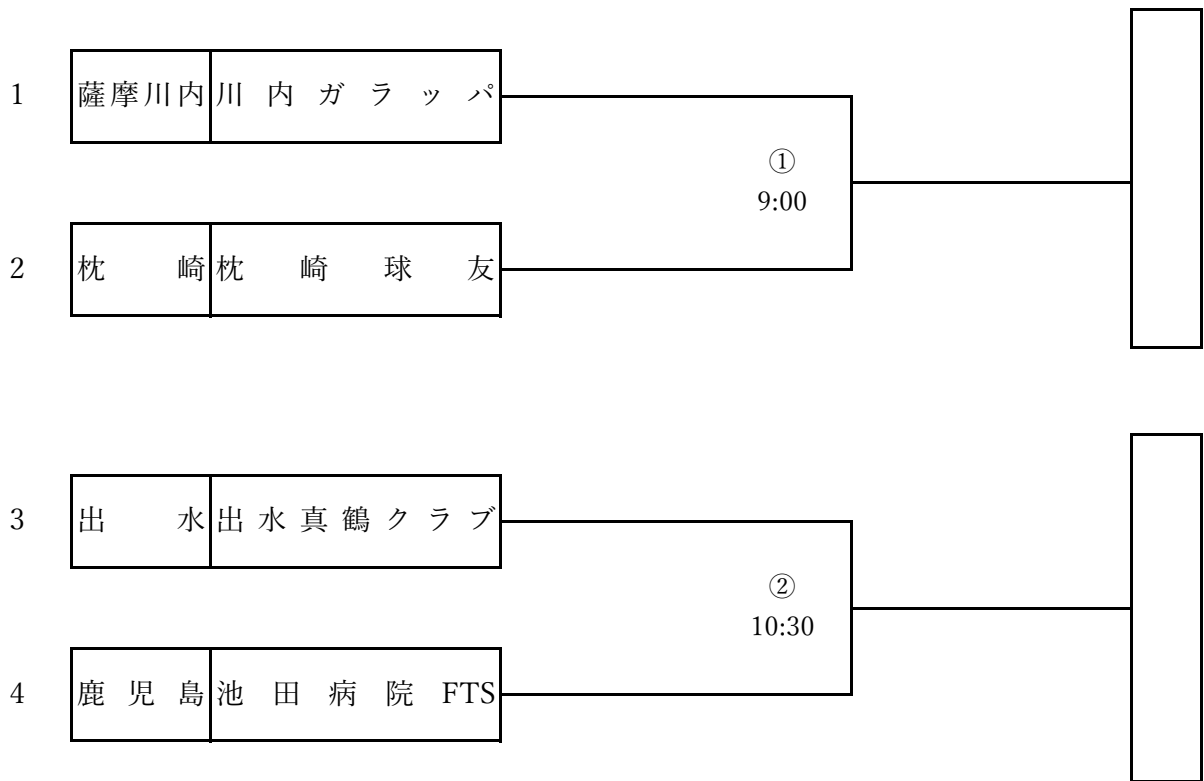 1 薩摩川内 川内ガラッパ
①
9:00
2 枕崎 枕崎球友
3 出水 出水真鶴クラブ
②
10:30
4 鹿児島 池田病院FTS